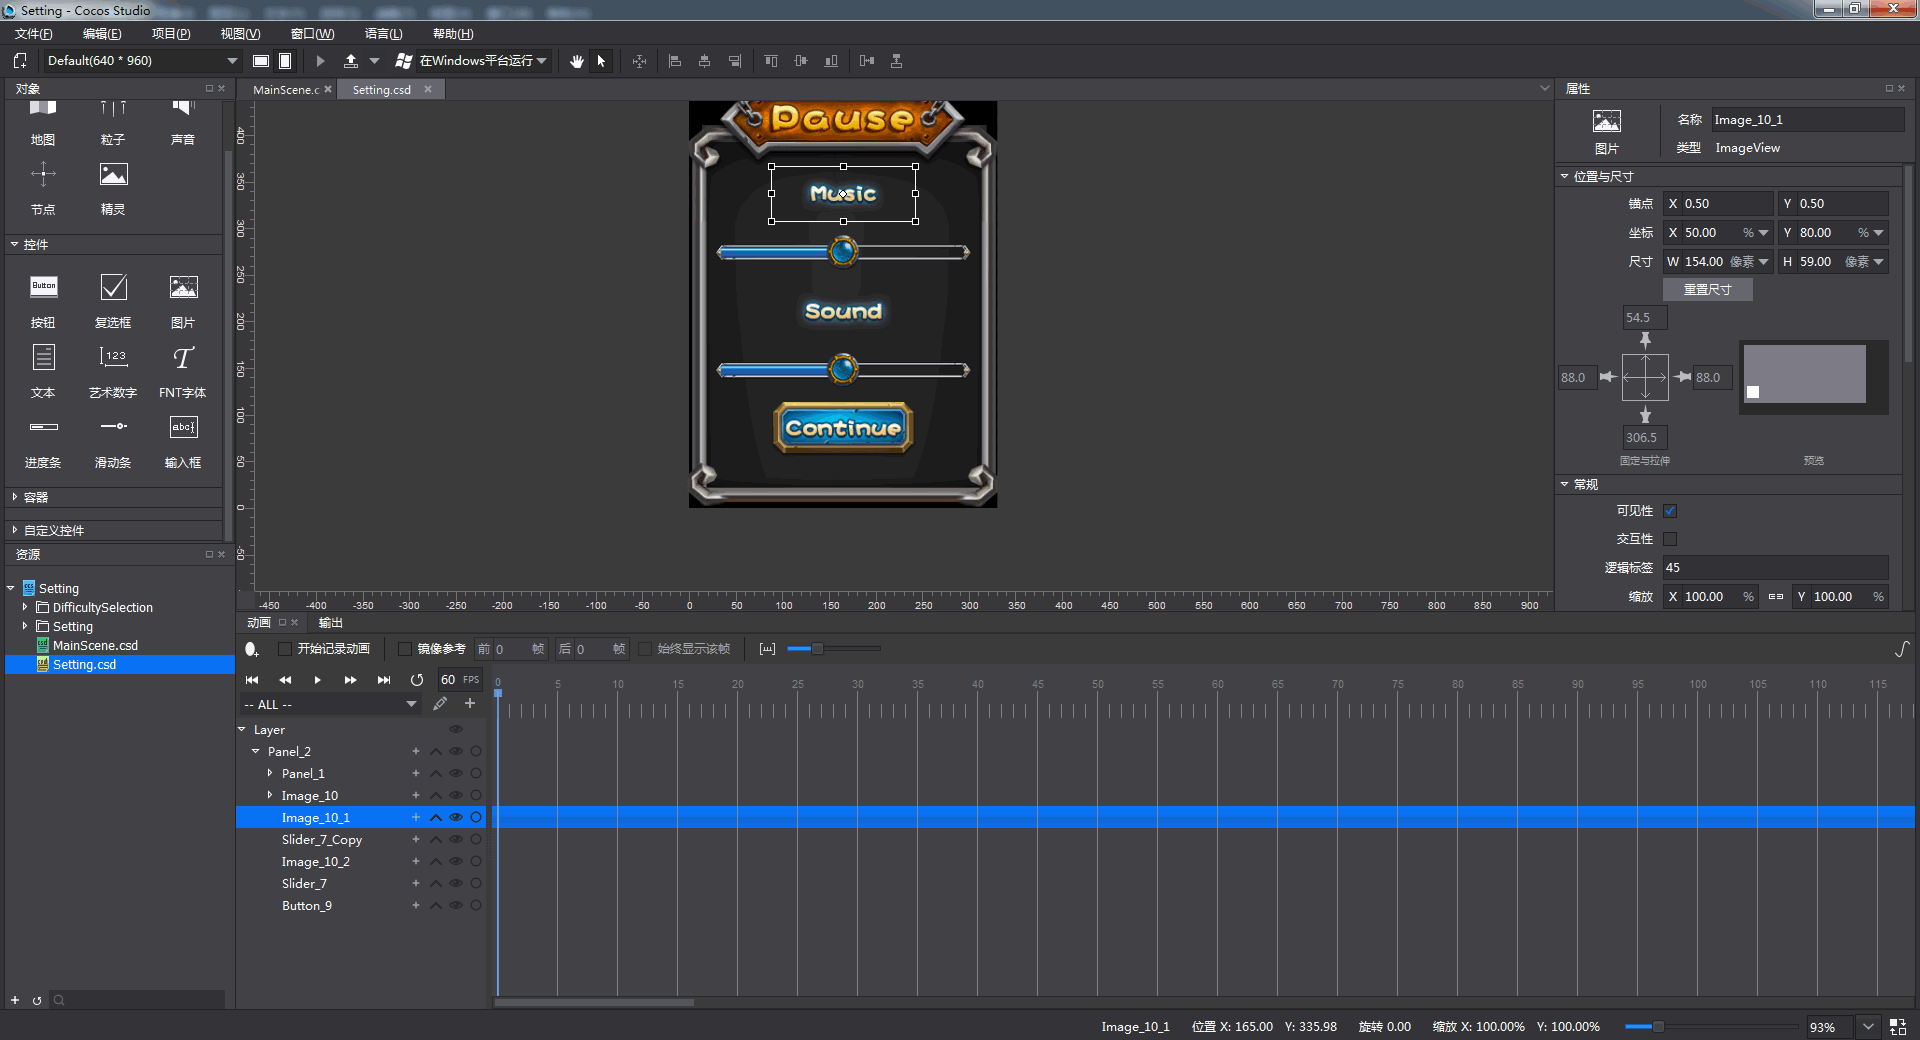 Setting - Cocos Studio
文件(F) 编辑(E) 项目(P) 视图(V) 窗口(W) 语言(L) 帮助(H)
Default(640 * 960) 在Windows平台运行
对象
地图 粒子 声音
节点 精灵
控件
Button
按钮 复选框 图片
123
文本 艺术数字 FNT字体
abc
进度条 滑动条 输入框
容器
自定义控件
资源
Setting
DifficultySelection
Setting
MainScene.csd
Setting.csd
MainScene.c Setting.csd
400
350
300
250
200
150
100
50
0
-50
Pause
Music
Sound
Continue
-450 -400 -350 -300 -250 -200 -150 -100 -50 0 50 100 150 200 250 300 350 400 450 500 550 600 650 700 750 800 850 900
属性
图片
名称 Image_10_1
类型 ImageView
位置与尺寸
锚点 X 0.50 Y 0.50
坐标 X 50.00 % Y 80.00 %
尺寸 W 154.00 像素 H 59.00 像素
重置尺寸
54.5
88.0 88.0
306.5
固定与拉伸 预览
常规
可见性
交互性
逻辑标签 45
缩放 X 100.00 % Y 100.00 %
动画 输出
开始记录动画 镜像参考 前 0 帧 后 0 帧 始终显示该帧
60 FPS
0 5 10 15 20 25 30 35 40 45 50 55 60 65 70 75 80 85 90 95 100 105 110 115
-- ALL --
Layer
Panel_2
Panel_1
Image_10
Image_10_1
Slider_7_Copy
Image_10_2
Slider_7
Button_9
Image_10_1 位置 X: 165.00 Y: 335.98 旋转 0.00 缩放 X: 100.00% Y: 100.00% 93%